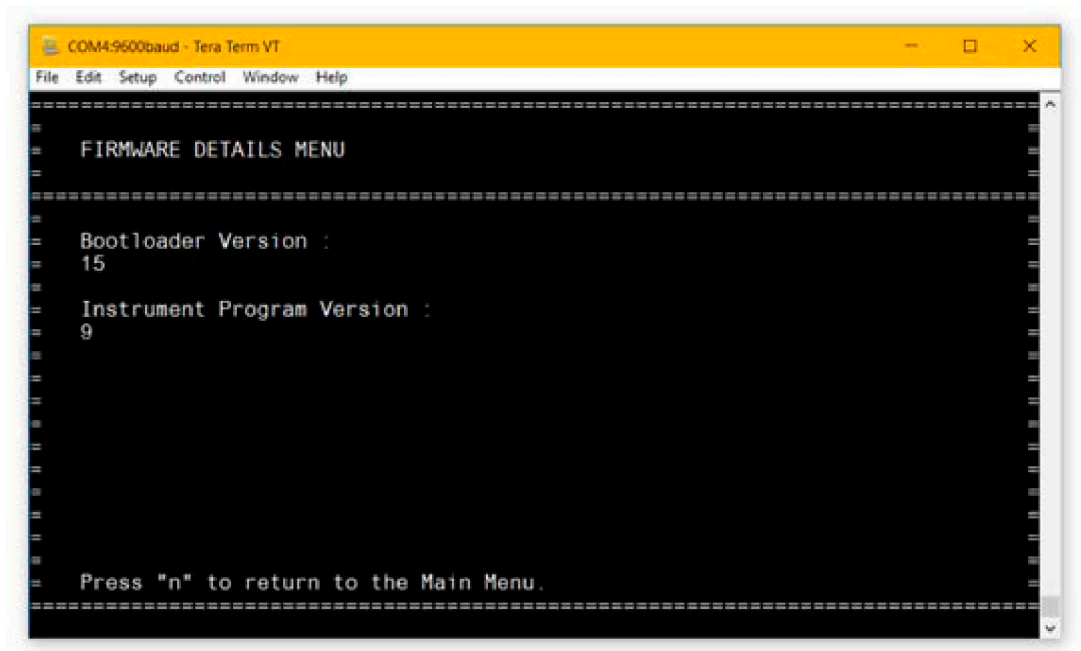 COM4:9600baud - Tera Term VT
File Edit Setup Control Window Help
================================================================================
= =
= FIRMWARE DETAILS MENU =
= =
================================================================================
= =
= Bootloader Version : =
= 15 =
= =
= Instrument Program Version : =
= 9 =
= =
= =
= =
= =
= =
= =
= =
= =
= =
= =
= Press "n" to return to the Main Menu. =
================================================================================